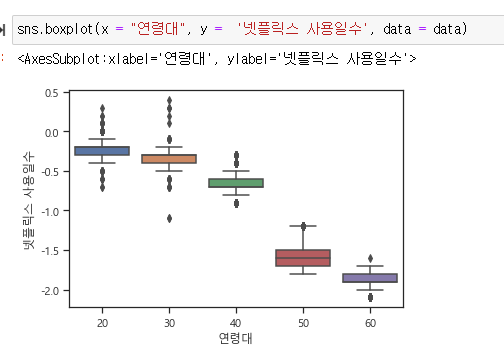 sns.boxplot(x = "연령대", y =  '넷플릭스 사용일수', data = data)
<AxesSubplot:xlabel='연령대', ylabel='넷플릭스 사용일수'>
넷플릭스 사용일수
0.5
0.0
-0.5
-1.0
-1.5
-2.0
20 30 40 50 60
연령대